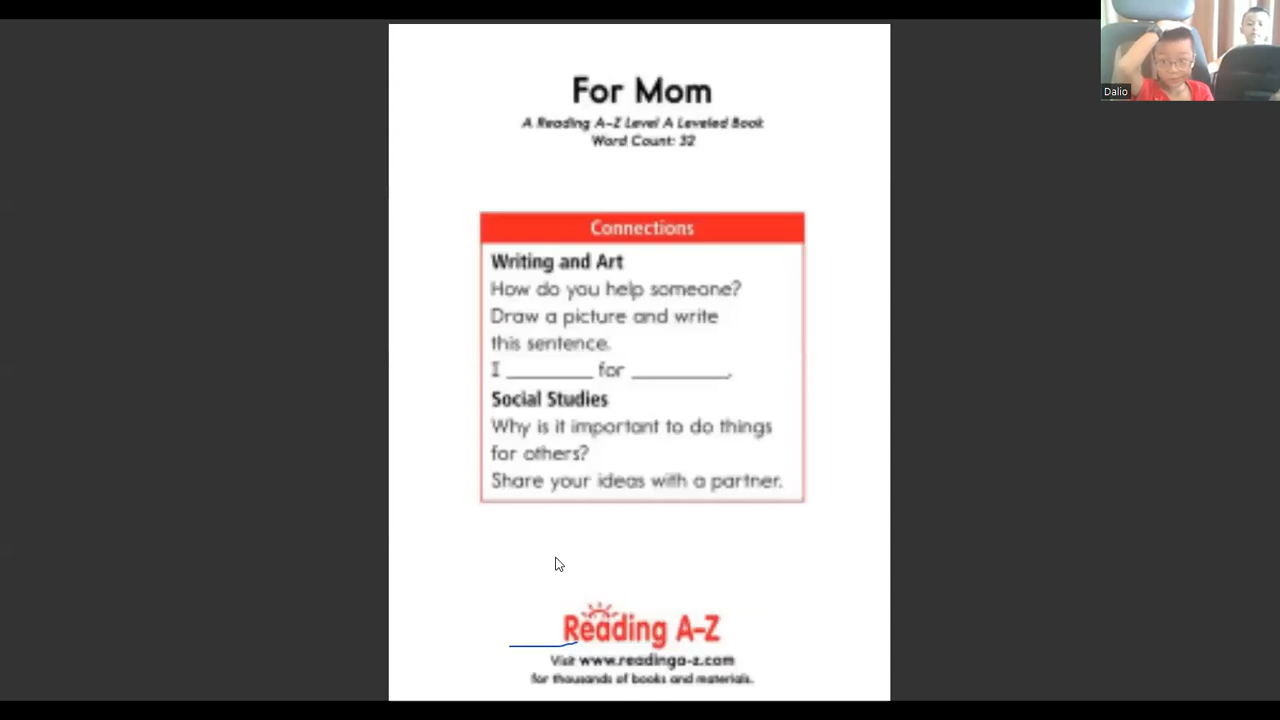 For Mom
A Reading A-Z Level A Leveled Book
Word Count: 32
Connections
Writing and Art
How do you help someone?
Draw a picture and write
this sentence.
I ________ for _________.
Social Studies
Why is it important to do things
for others?
Share your ideas with a partner.
Reading A-Z
Visit www.readinga-z.com
for thousands of books and materials.
Dalio